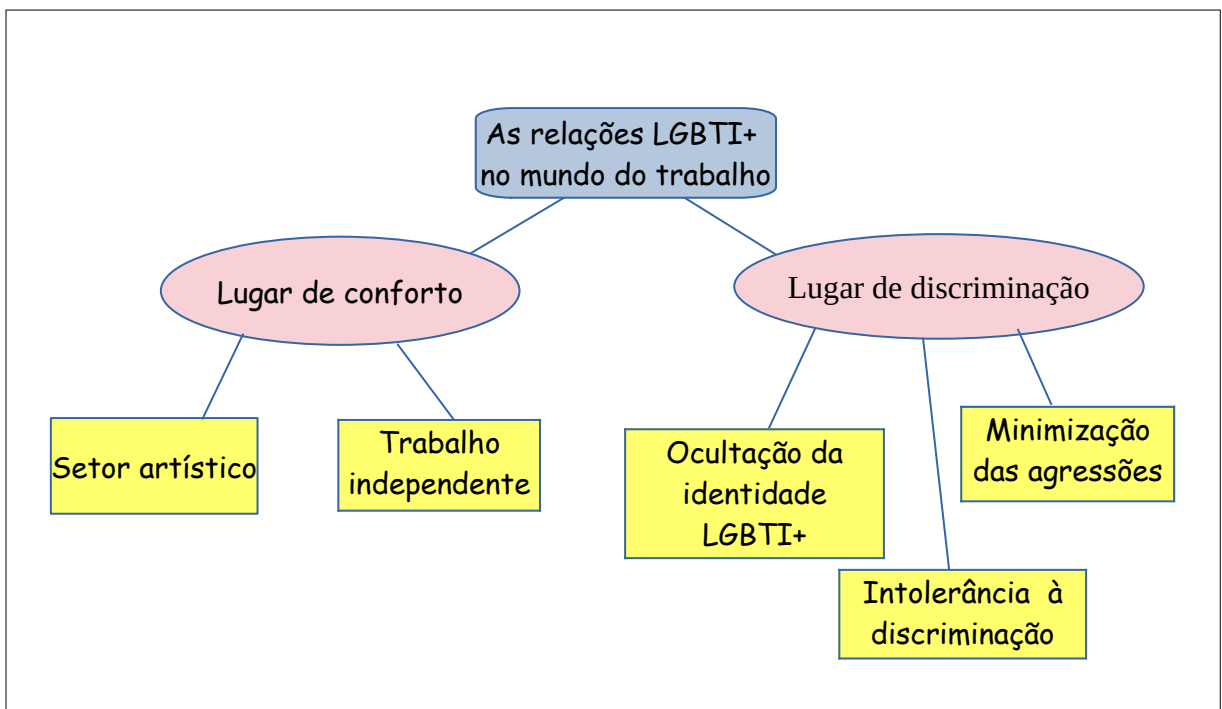 As relações LGBTI+
no mundo do trabalho
Lugar de conforto
Lugar de discriminação
Setor artístico
Trabalho
independente
Ocultação da
identidade
LGBTI+
Minimização
das agressões
Intolerância à
discriminação